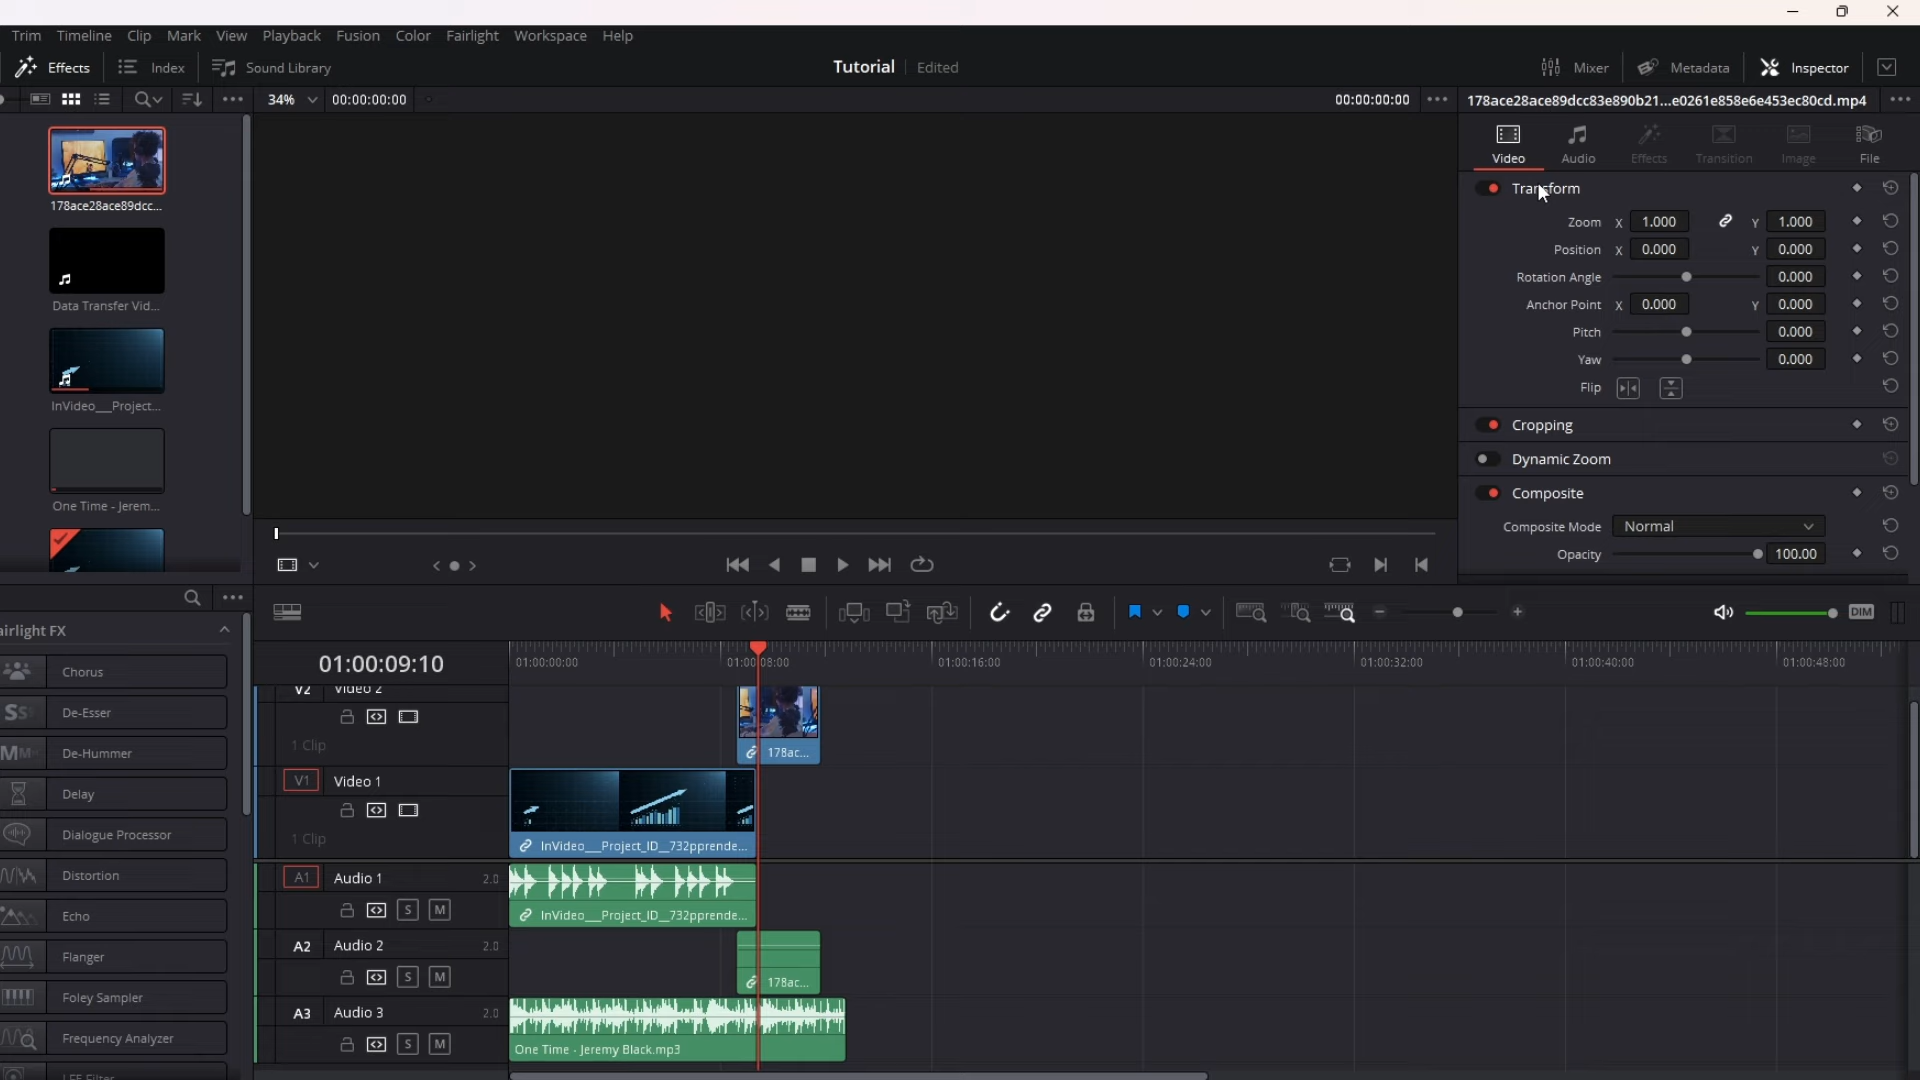 Trim Timeline Clip Mark View Playback Fusion Color Fairlight Workspace Help
Effects Index Sound Library Tutorial Edited Mixer Metadata Inspector
34% 00:00:00:00 00:00:00:00 178ace28ace89dcc83e890b21...e0261e858e6e453ec80cd.mp4
Video Audio Effects Transition Image File
178ace28ace89dcc...
Data Transfer Vid...
InVideo___Project...
One Time - Jerem...
Transform
Zoom X 1.000 Y 1.000
Position X 0.000 Y 0.000
Rotation Angle 0.000
Anchor Point X 0.000 Y 0.000
Pitch 0.000
Yaw 0.000
Flip
Cropping
Dynamic Zoom
Composite
Composite Mode Normal
Opacity 100.00
DIM
airlight FX
Chorus
De-Esser
De-Hummer
Delay
Dialogue Processor
Distortion
Echo
Flanger
Foley Sampler
Frequency Analyzer
01:00:09:10
01:00:00:00 01:00:08:00 01:00:16:00 01:00:24:00 01:00:32:00 01:00:40:00 01:00:48:00
V2 Video 2
1 Clip
178ac...
V1 Video 1
1 Clip
InVideo___Project_ID__732pprende...
A1 Audio 1 2.0
S M
InVideo___Project_ID__732pprende...
A2 Audio 2 2.0
S M
178ac...
A3 Audio 3 2.0
S M
One Time - Jeremy Black.mp3